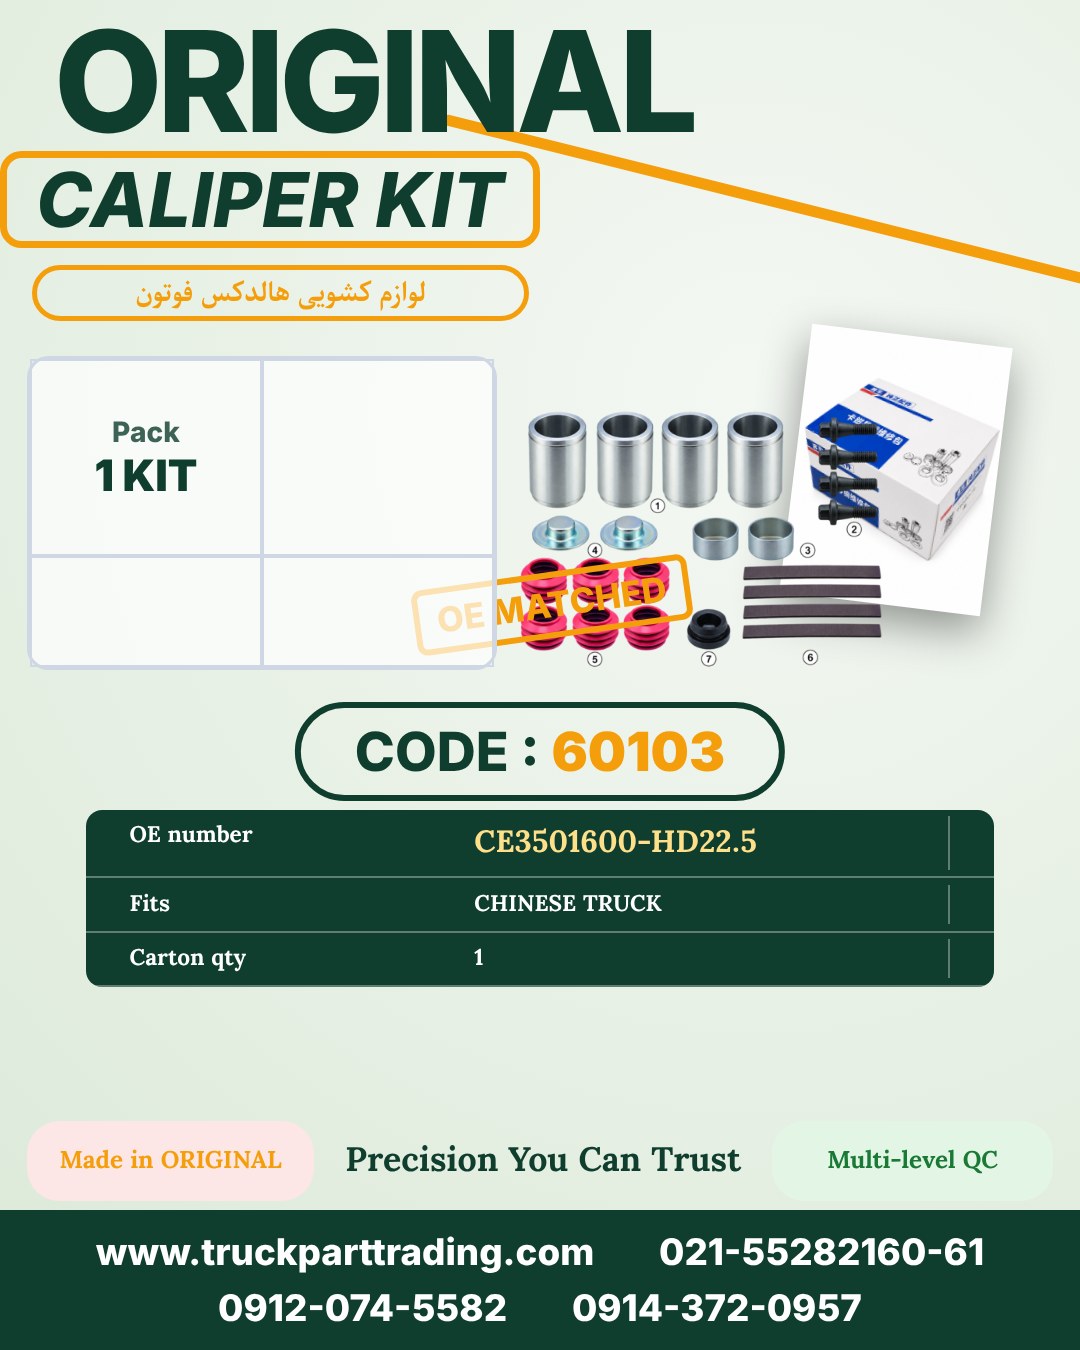 ORIGINAL
CALIPER KIT
لوازم کشویی هالدکس فوتون
Pack
1 KIT
1
2
3
4
5
6
7
OE MATCHED
CODE : 60103
OE number CE3501600-HD22.5
Fits CHINESE TRUCK
Carton qty 1
Made in ORIGINAL Precision You Can Trust Multi-level QC
www.truckparttrading.com 021-55282160-61
0912-074-5582 0914-372-0957